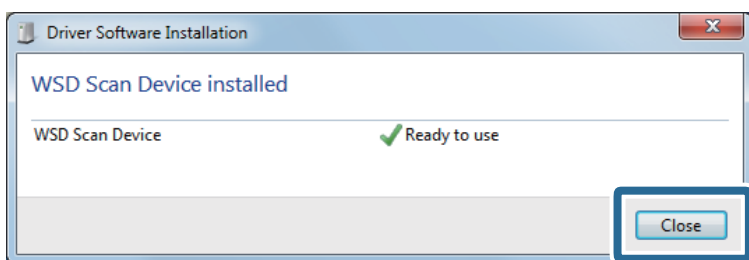 Driver Software Installation
WSD Scan Device installed
WSD Scan Device
Ready to use
Close